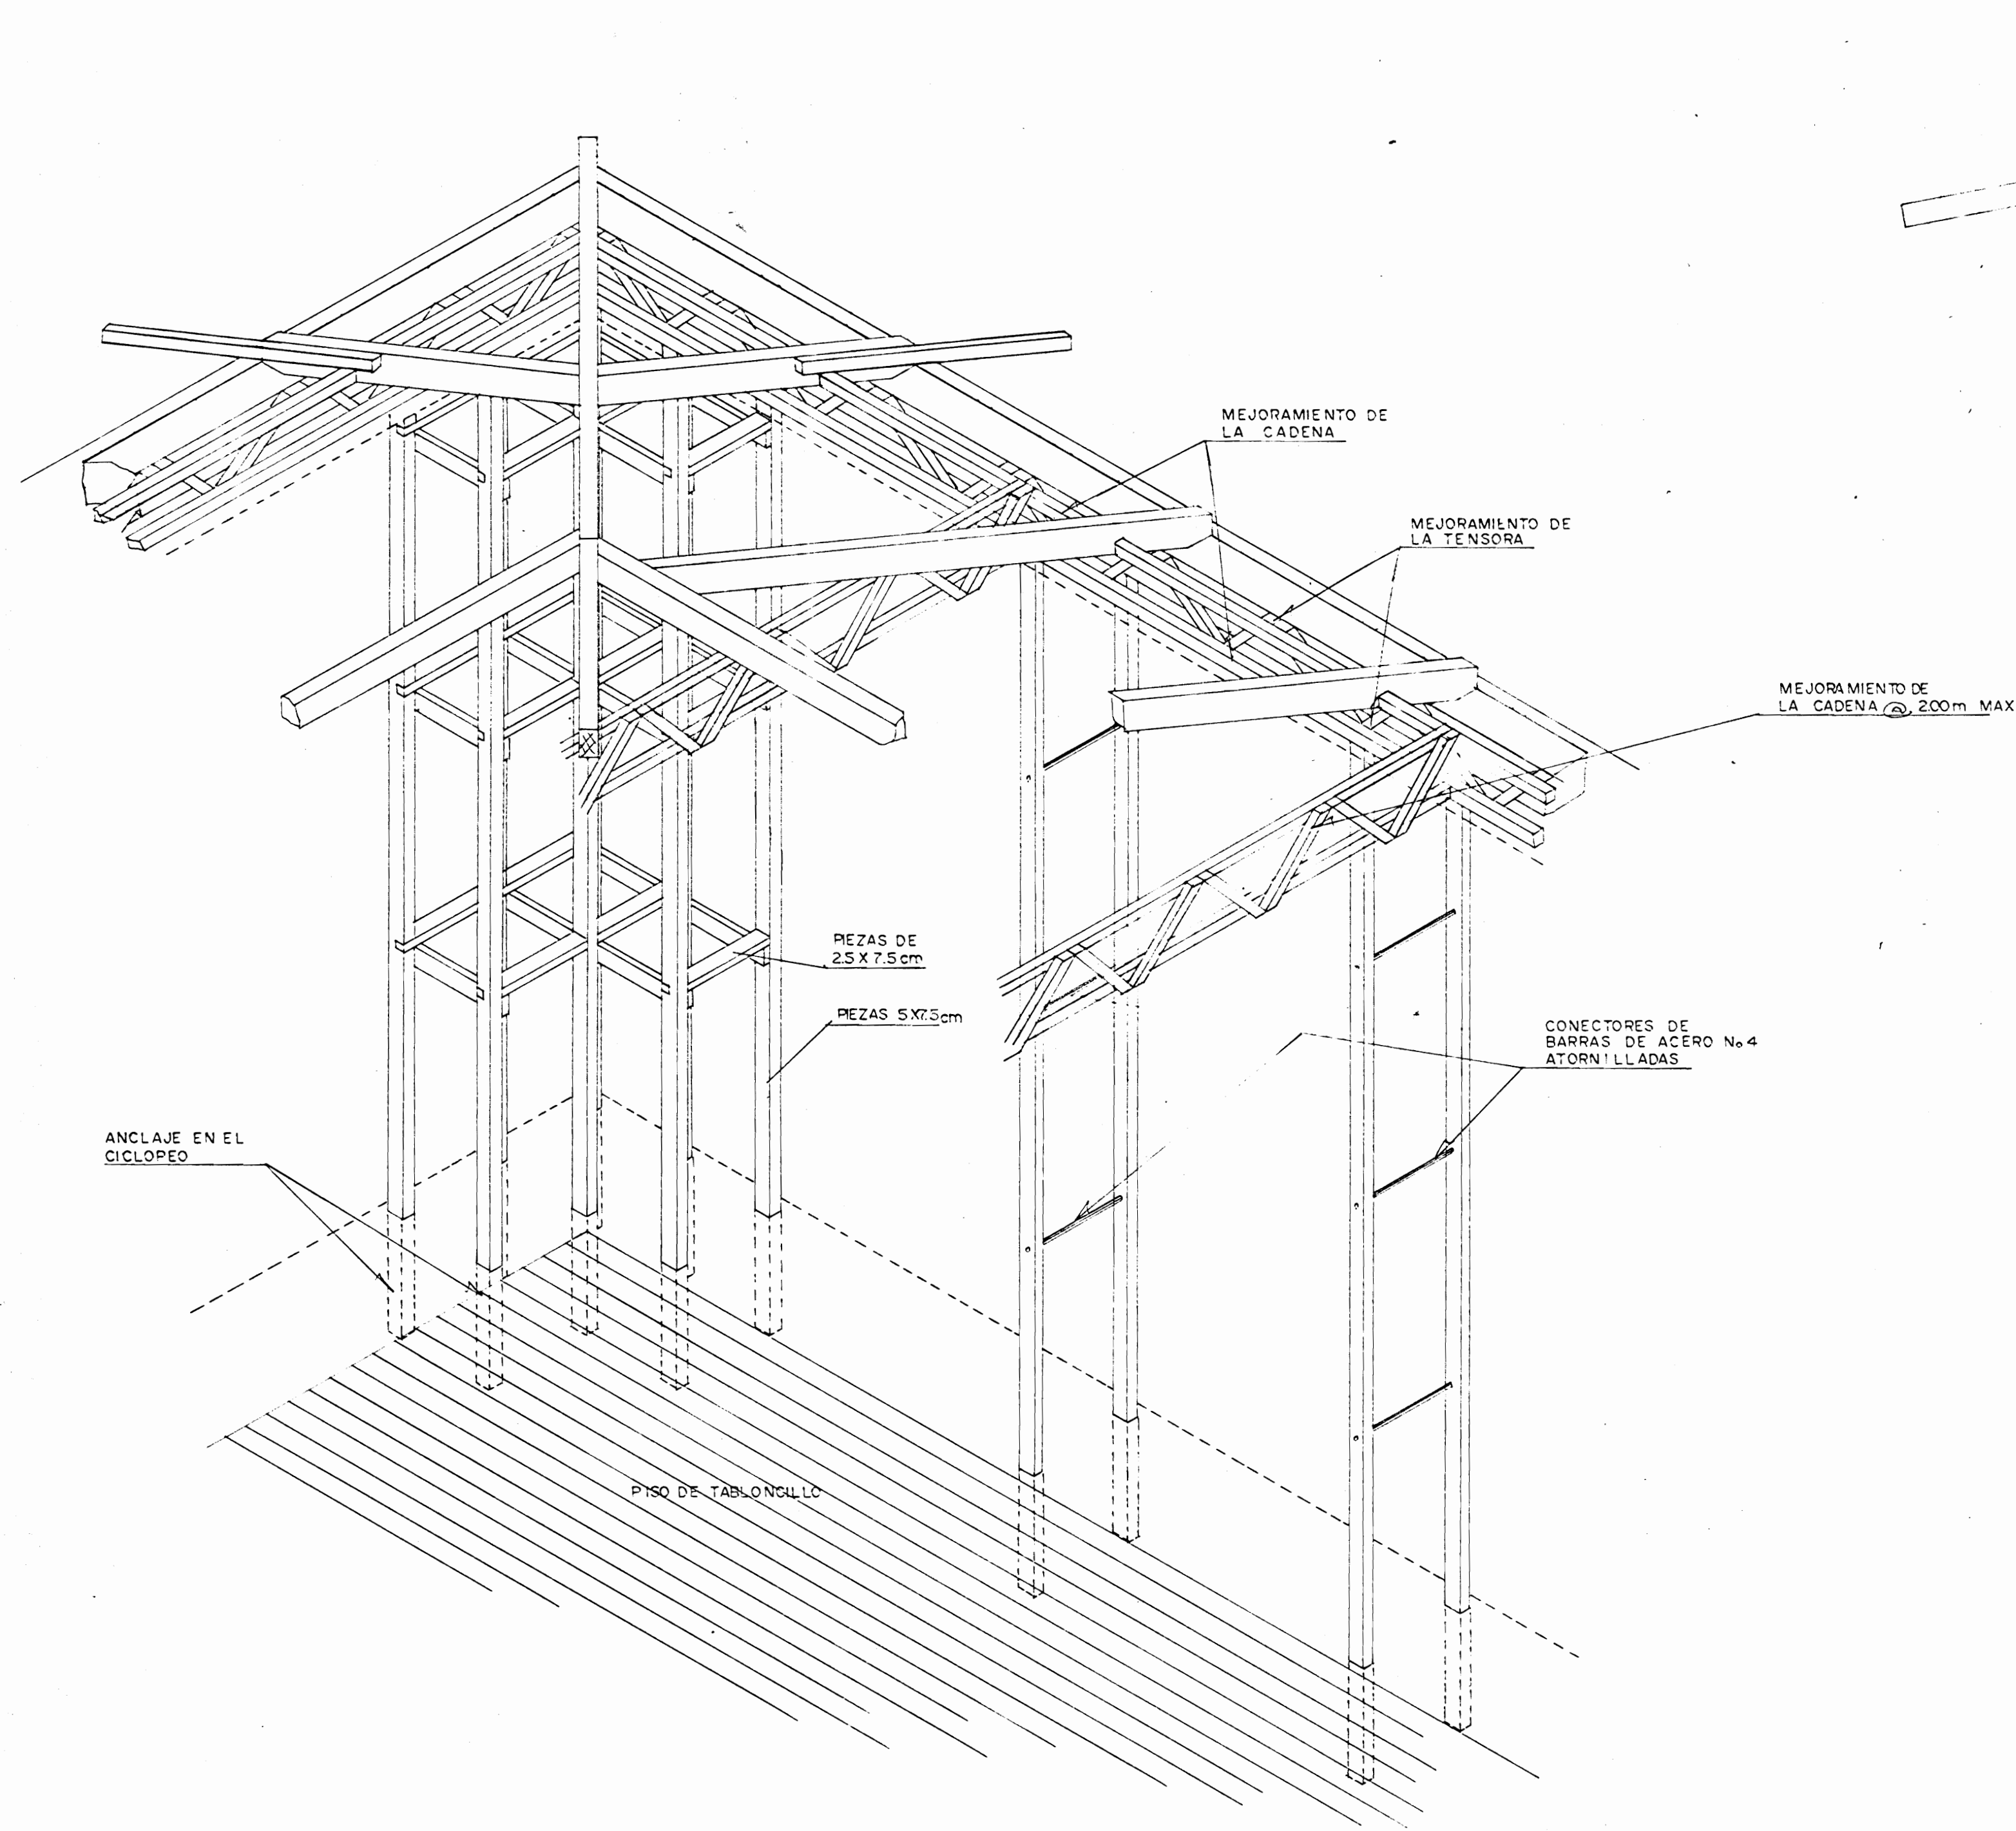 MEJORAMIENTO DE
LA CADENA
MEJORAMIENTO DE
LA TENSORA
MEJORAMIENTO DE
LA CADENA @ 2.00m MAX
PIEZAS DE
2.5 X 7.5 cm
PIEZAS 5X7.5cm
CONECTORES DE
BARRAS DE ACERO No 4
ATORNILLADAS
ANCLAJE EN EL
CICLOPEO
PISO DE TABLONCILLO